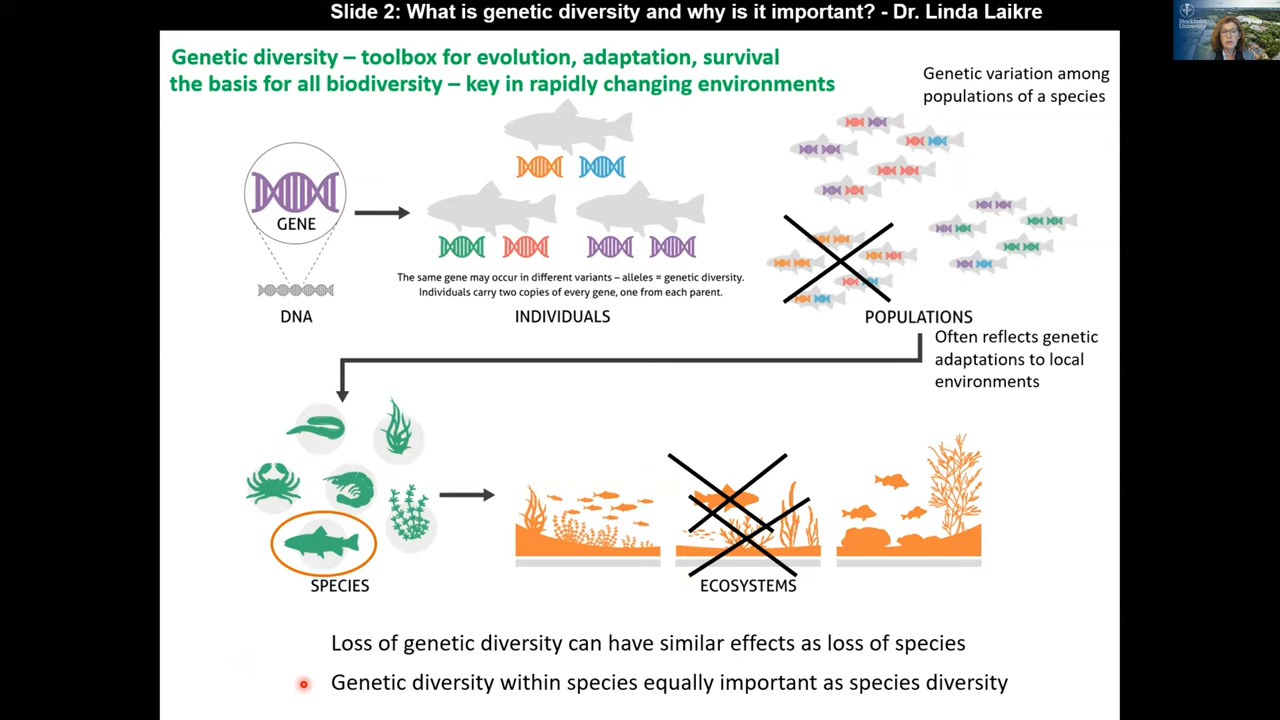 Slide 2: What is genetic diversity and why is it important? - Dr. Linda Laikre
Stockholm
University
Genetic diversity – toolbox for evolution, adaptation, survival
the basis for all biodiversity – key in rapidly changing environments
Genetic variation among
populations of a species
GENE
DNA
The same gene may occur in different variants – alleles = genetic diversity.
Individuals carry two copies of every gene, one from each parent.
INDIVIDUALS
POPULATIONS
Often reflects genetic
adaptations to local
environments
SPECIES
ECOSYSTEMS
Loss of genetic diversity can have similar effects as loss of species
Genetic diversity within species equally important as species diversity